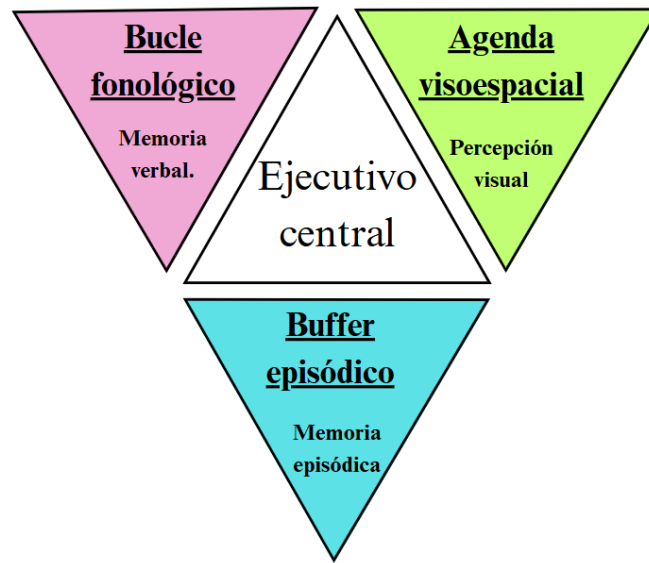 Bucle
fonológico
Memoria
verbal.
Agenda
visoespacial
Percepción
visual
Ejecutivo
central
Buffer
episódico
Memoria
episódica